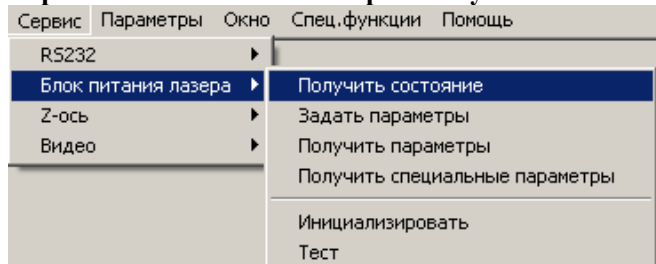 Сервис Параметры Окно Спец.функции Помощь
RS232
Блок питания лазера
Z-ось
Видео
Получить состояние
Задать параметры
Получить параметры
Получить специальные параметры
Инициализировать
Тест